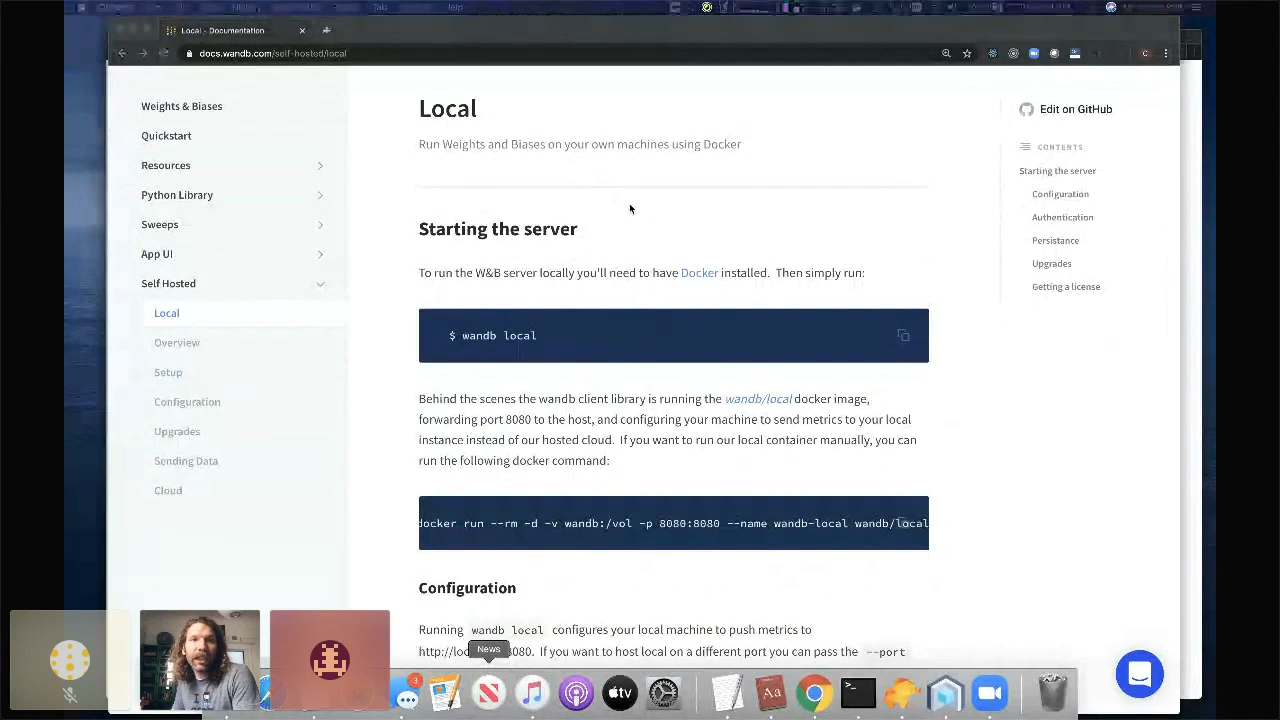 Tab
Help
Local - Documentation
docs.wandb.com/self-hosted/local
C
Weights & Biases
Quickstart
Resources
Python Library
Sweeps
App UI
Self Hosted
Local
Overview
Setup
Configuration
Upgrades
Sending Data
Cloud
Local
Run Weights and Biases on your own machines using Docker
Starting the server
To run the W&B server locally you'll need to have Docker installed. Then simply run:
$ wandb local
Behind the scenes the wandb client library is running the wandb/local docker image,
forwarding port 8080 to the host, and configuring your machine to send metrics to your local
instance instead of our hosted cloud. If you want to run our local container manually, you can
run the following docker command:
docker run --rm -d -v wandb:/vol -p 8080:8080 --name wandb-local wandb/local
Configuration
Running wandb local configures your local machine to push metrics to
http://loc 8080. If you want to host local on a different port you can pass the --port
Edit on GitHub
CONTENTS
Starting the server
Configuration
Authentication
Persistance
Upgrades
Getting a license
News
3
tv
Aa